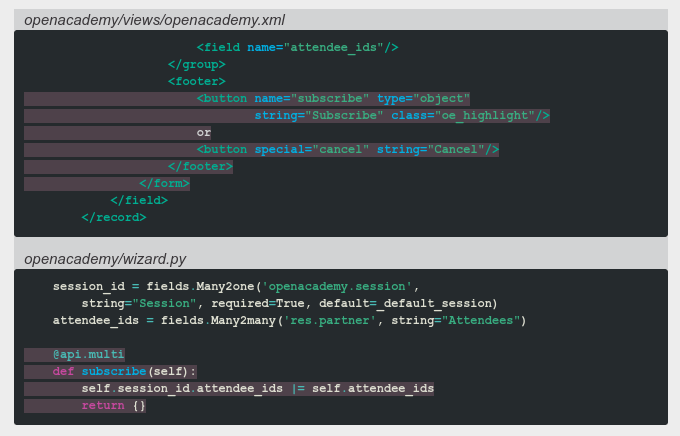 openacademy/views/openacademy.xml
<field name="attendee_ids"/>
</group>
<footer>
<button name="subscribe" type="object"
string="Subscribe" class="oe_highlight"/>
or
<button special="cancel" string="Cancel"/>
</footer>
</form>
</field>
</record>
openacademy/wizard.py
session_id = fields.Many2one('openacademy.session',
string="Session", required=True, default=_default_session)
attendee_ids = fields.Many2many('res.partner', string="Attendees")
@api.multi
def subscribe(self):
self.session_id.attendee_ids |= self.attendee_ids
return {}